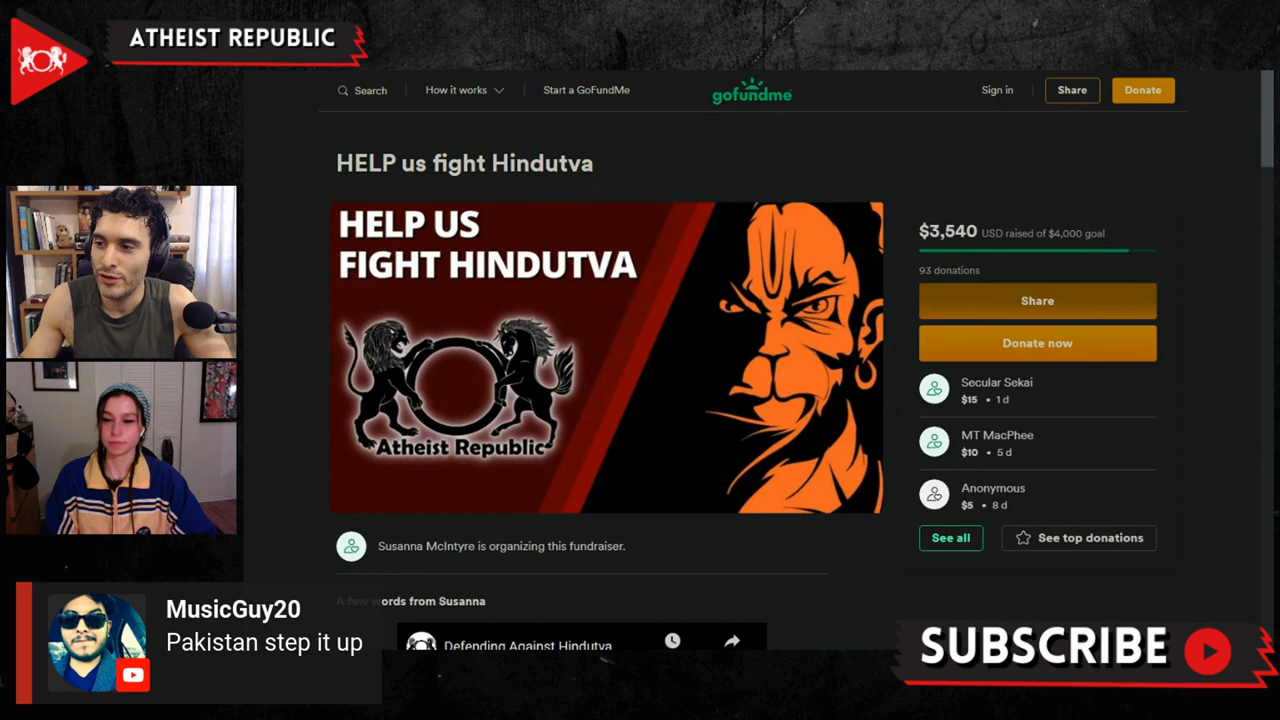 ATHEIST REPUBLIC
Search
How it works
Start a GoFundMe
gofundme
Sign in
Share
Donate
HELP us fight Hindutva
HELP US
FIGHT HINDUTVA
Atheist Republic
$3,540 USD raised of $4,000 goal
93 donations
Share
Donate now
Secular Sekai
$15 • 1 d
MT MacPhee
$10 • 5 d
Anonymous
$5 • 8 d
See all
See top donations
Susanna McIntyre is organizing this fundraiser.
A few words from Susanna
Defending Against Hindutva
MusicGuy20
Pakistan step it up
SUBSCRIBE